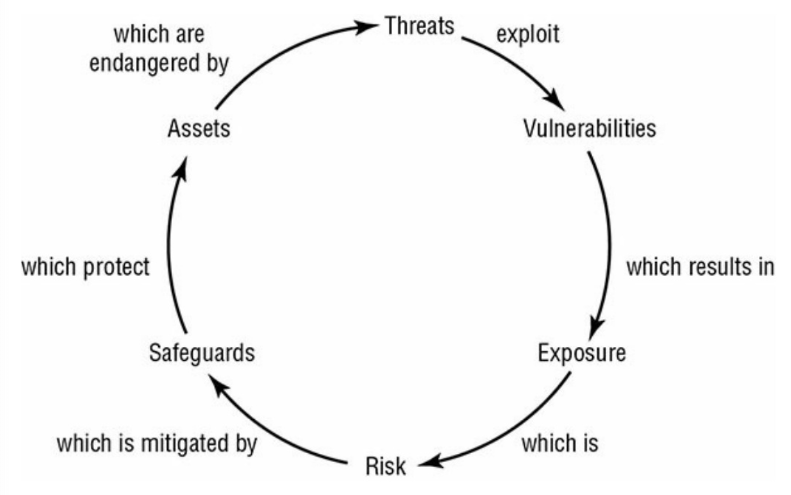 Threats
exploit
Vulnerabilities
which results in
Exposure
which is
Risk
which is mitigated by
Safeguards
which protect
Assets
which are
endangered by